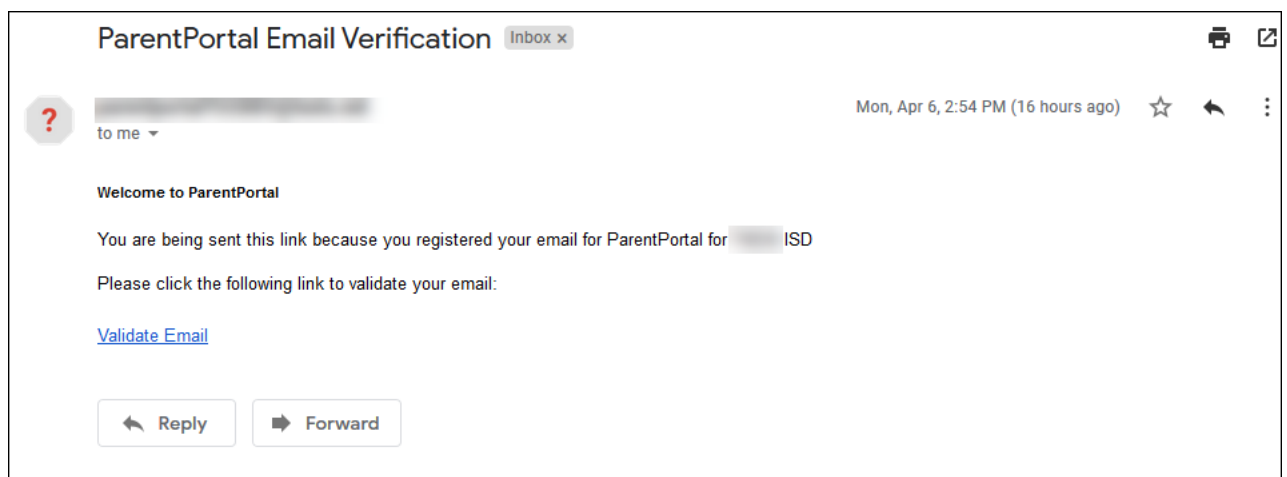 ParentPortal Email Verification Inbox x
?
Mon, Apr 6, 2:54 PM (16 hours ago)
to me
Welcome to ParentPortal
You are being sent this link because you registered your email for ParentPortal for ISD
Please click the following link to validate your email:
Validate Email
Reply Forward